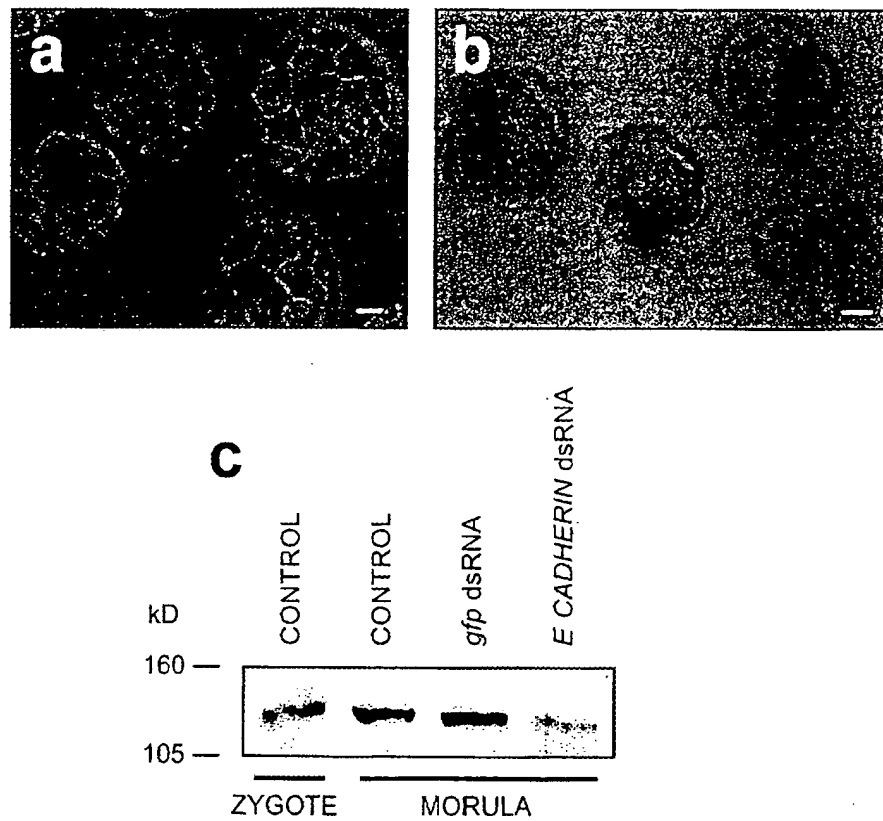 a
b
c
kD
CONTROL
CONTROL
gfp dsRNA
E CADHERIN dsRNA
160
105
ZYGOTE
MORULA